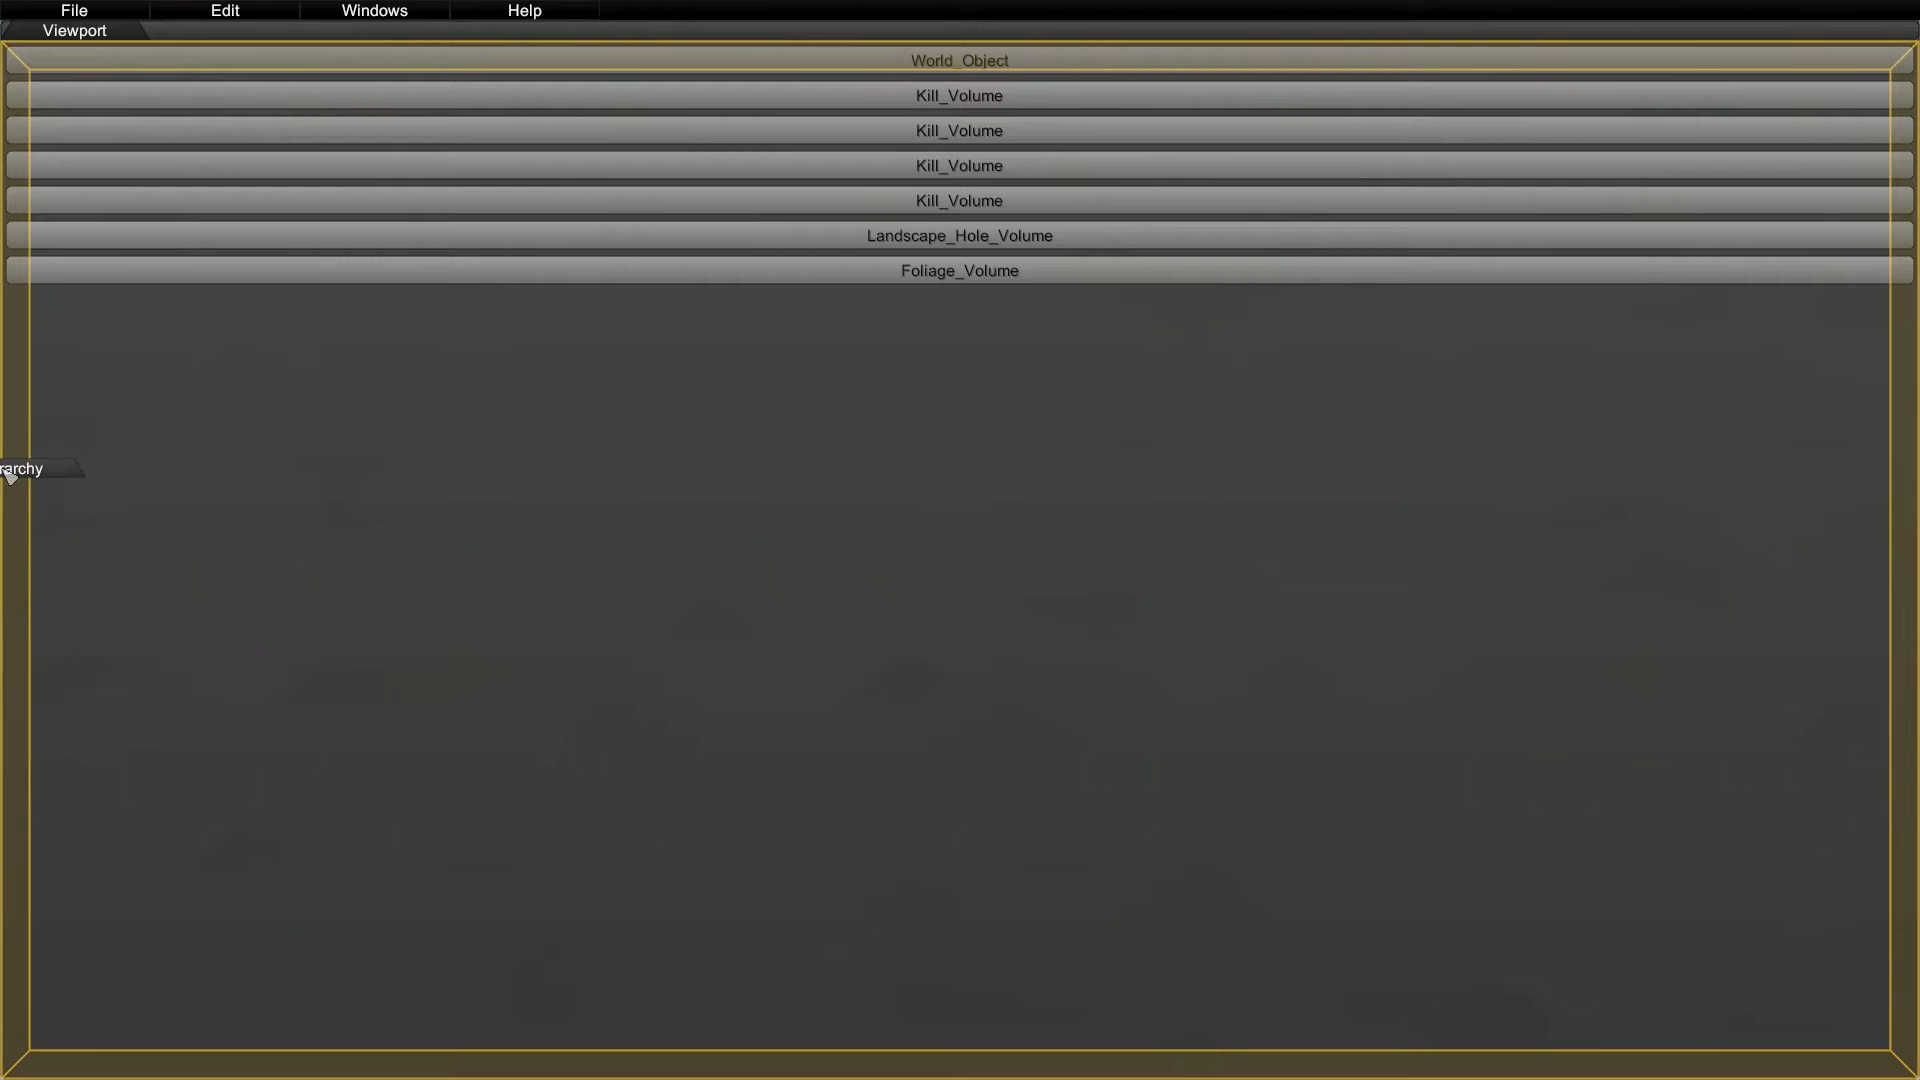 File Edit Windows Help
Viewport
World_Object
Kill_Volume
Kill_Volume
Kill_Volume
Kill_Volume
Landscape_Hole_Volume
Foliage_Volume
rarchy